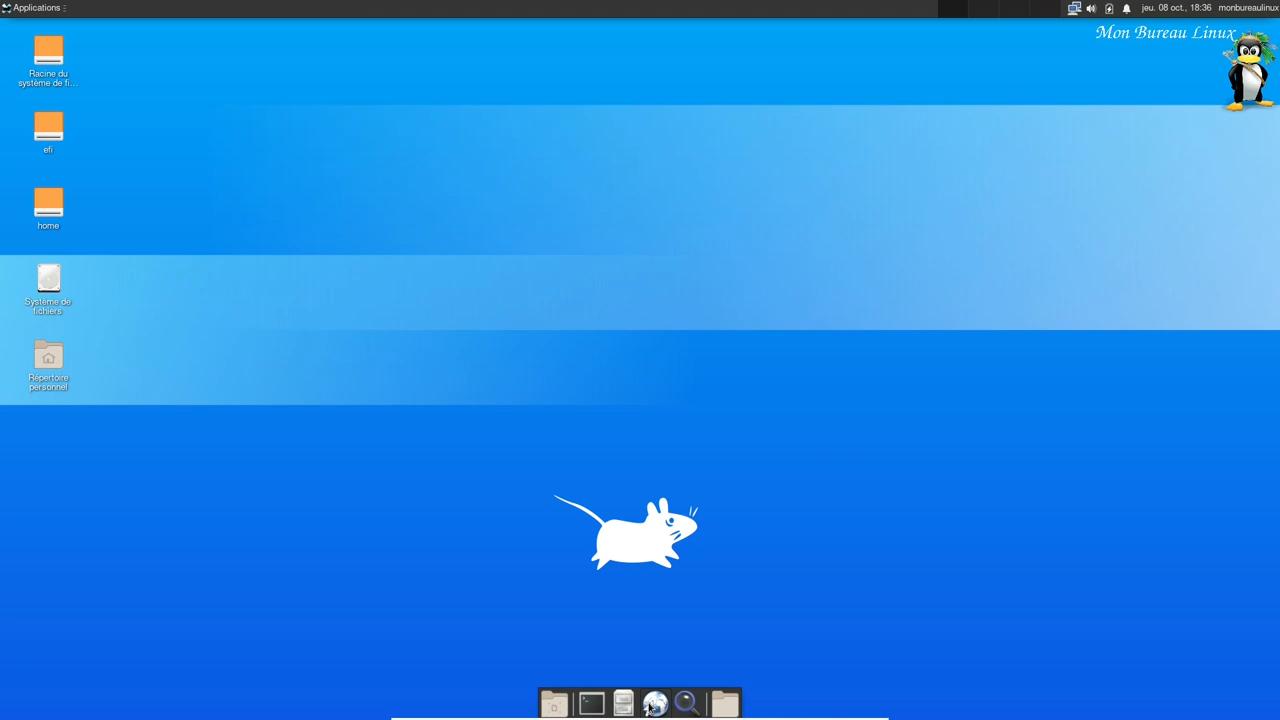 Applications
jeu. 08 oct., 18:36 monbureaulinux
Mon Bureau Linux
Racine du
système de fi...
efi
home
Système de
fichiers
Répertoire
personnel